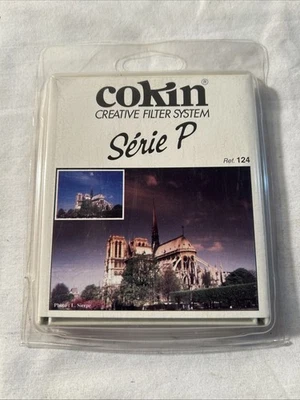 cokin®
CREATIVE FILTER SYSTEM
Série P
Ref. 124